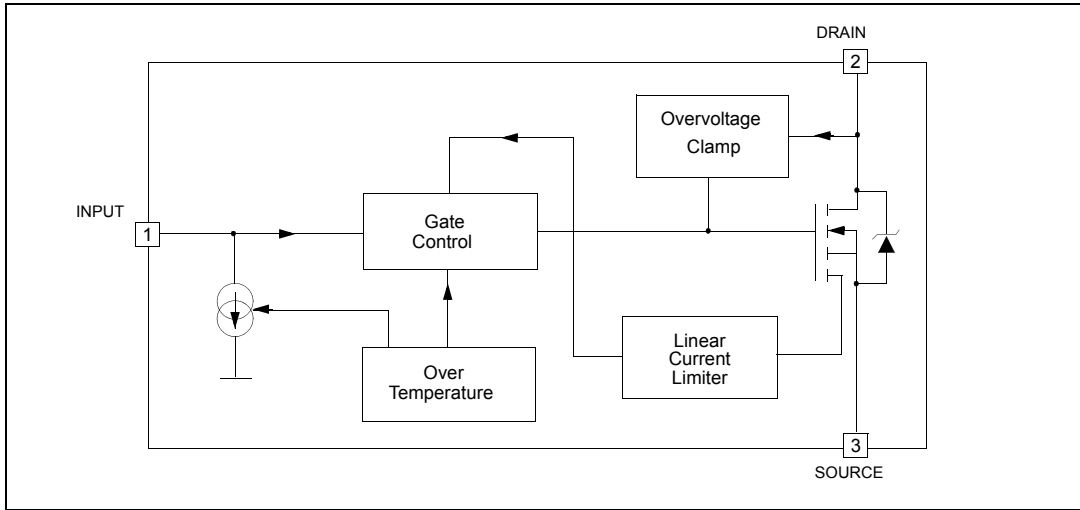 DRAIN
2
Overvoltage
Clamp
INPUT
1
Gate
Control
Linear
Current
Limiter
Over
Temperature
3
SOURCE